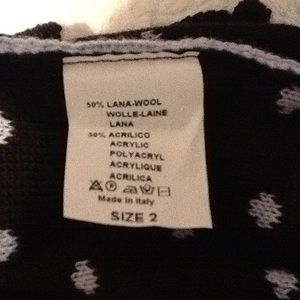 50% LANA-WOOL
WOLLE-LAINE
LANA
50% ACRILICO
ACRYLIC
POLYACRYL
ACRYLIQUE
ACRILICA
Made in Italy
SIZE 2